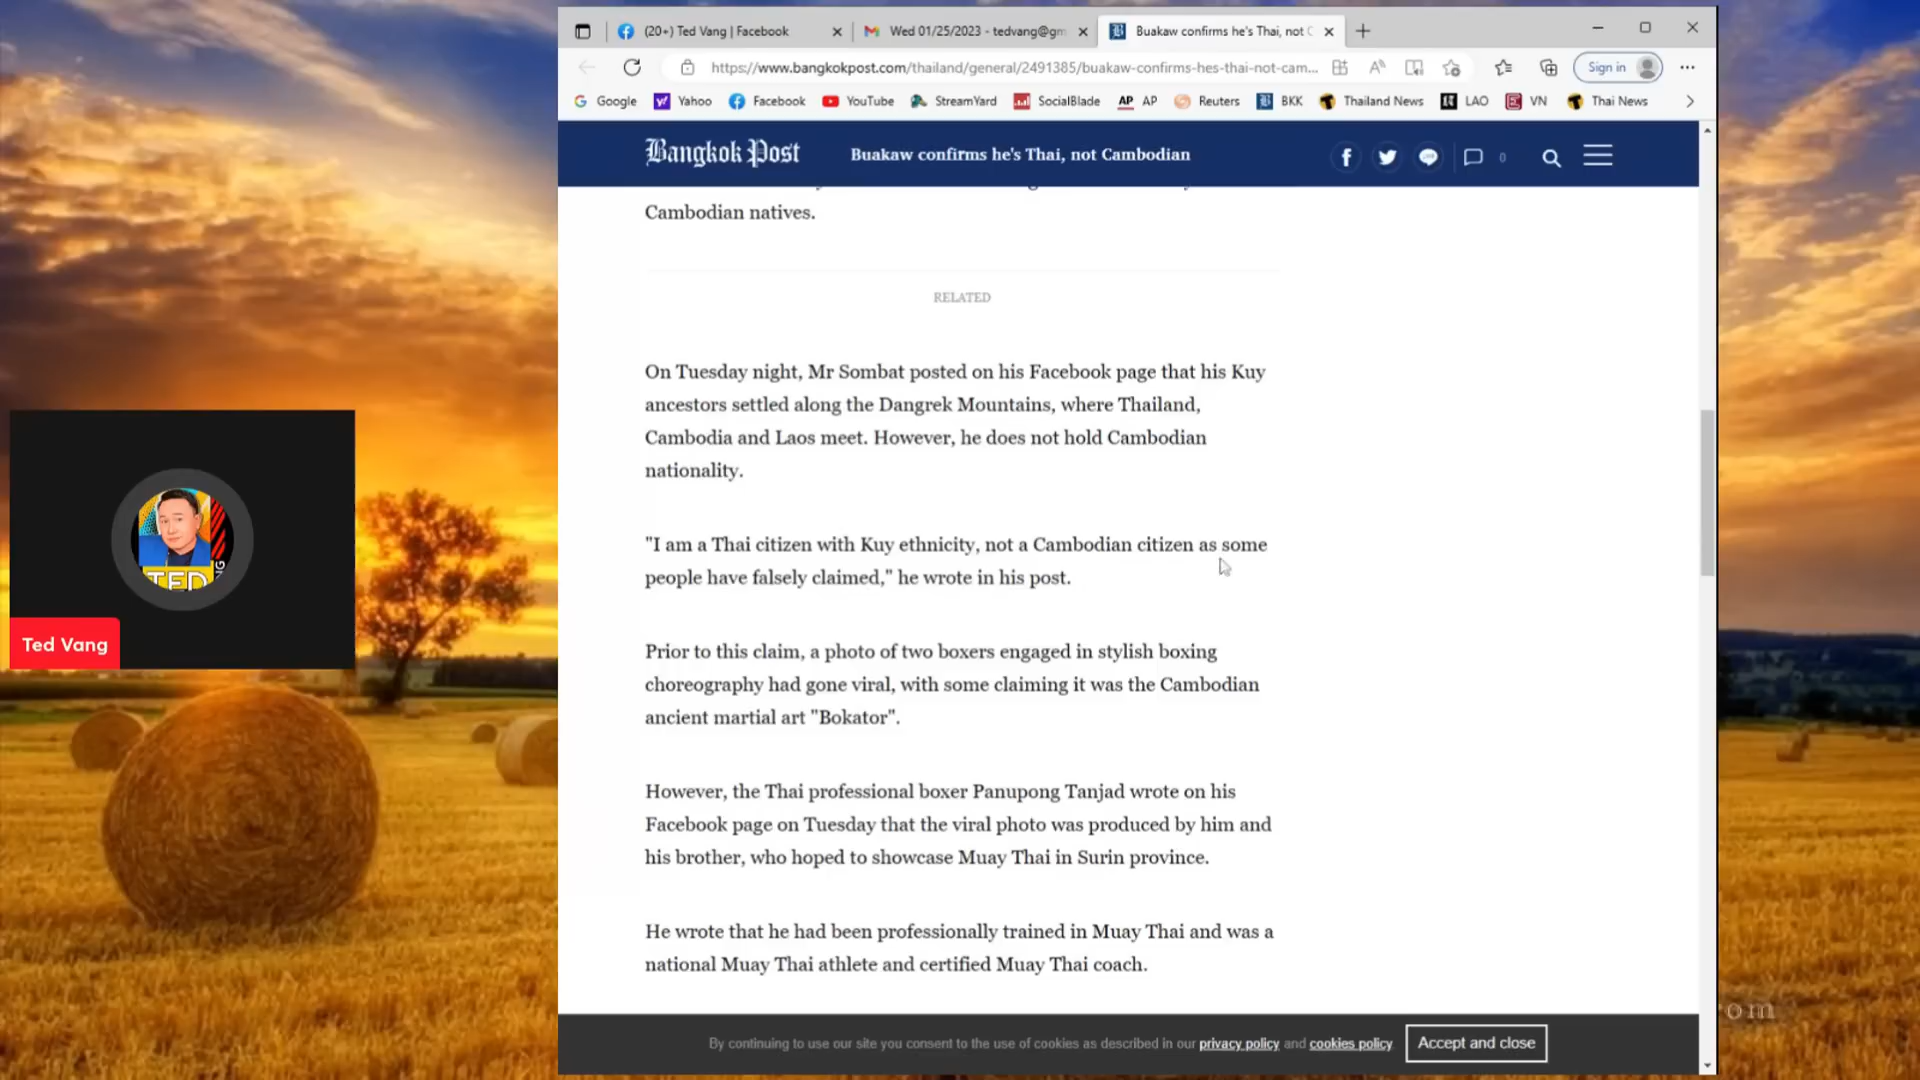 (20+) Ted Vang | Facebook
Wed 01/25/2023 - tedvang@gm
Buakaw confirms he's Thai, not C
https://www.bangkokpost.com/thailand/general/2491385/buakaw-confirms-hes-thai-not-cam...
Sign in
Google
Yahoo
Facebook
YouTube
StreamYard
SocialBlade
AP AP
Reuters
BKK
Thailand News
LAO
VN
Thai News
Bangkok Post
Buakaw confirms he's Thai, not Cambodian
0
Cambodian natives.
RELATED
On Tuesday night, Mr Sombat posted on his Facebook page that his Kuy
ancestors settled along the Dangrek Mountains, where Thailand,
Cambodia and Laos meet. However, he does not hold Cambodian
nationality.
"I am a Thai citizen with Kuy ethnicity, not a Cambodian citizen as some
people have falsely claimed," he wrote in his post.
Prior to this claim, a photo of two boxers engaged in stylish boxing
choreography had gone viral, with some claiming it was the Cambodian
ancient martial art "Bokator".
However, the Thai professional boxer Panupong Tanjad wrote on his
Facebook page on Tuesday that the viral photo was produced by him and
his brother, who hoped to showcase Muay Thai in Surin province.
He wrote that he had been professionally trained in Muay Thai and was a
national Muay Thai athlete and certified Muay Thai coach.
By continuing to use our site you consent to the use of cookies as described in our privacy policy and cookies policy
Accept and close
TED
Ted Vang
om